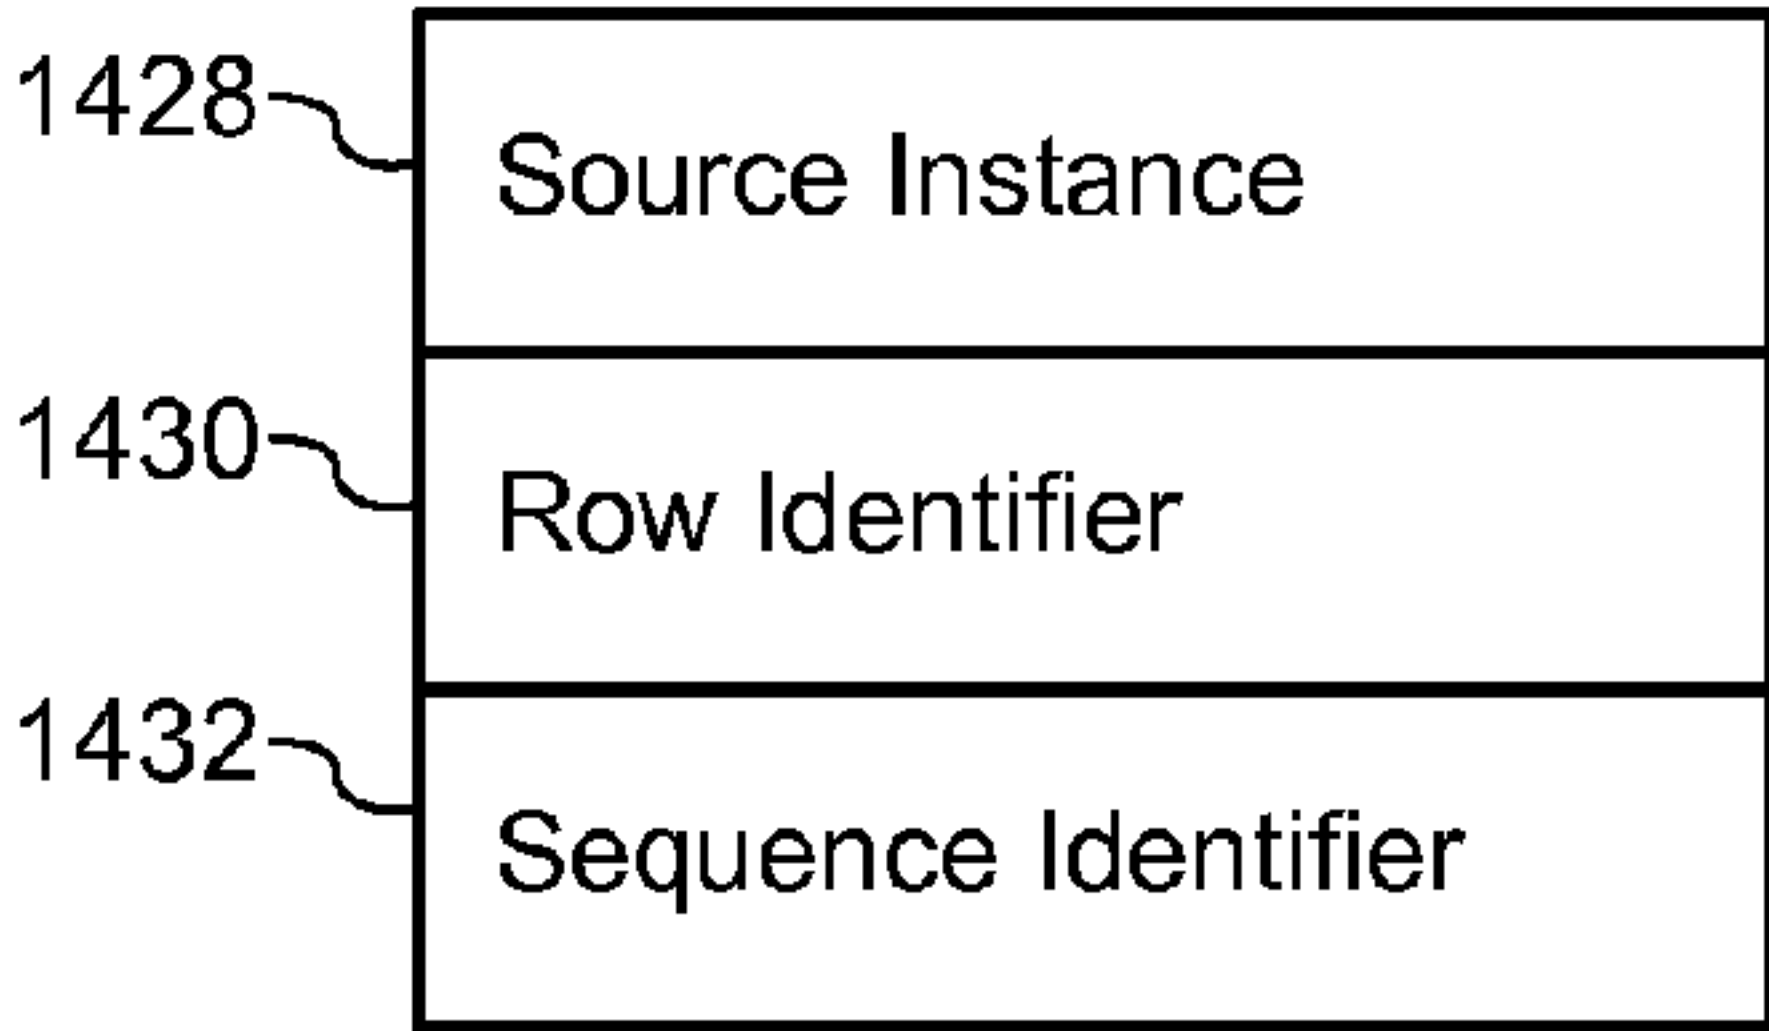 1428
Source Instance
1430
Row Identifier
1432
Sequence Identifier